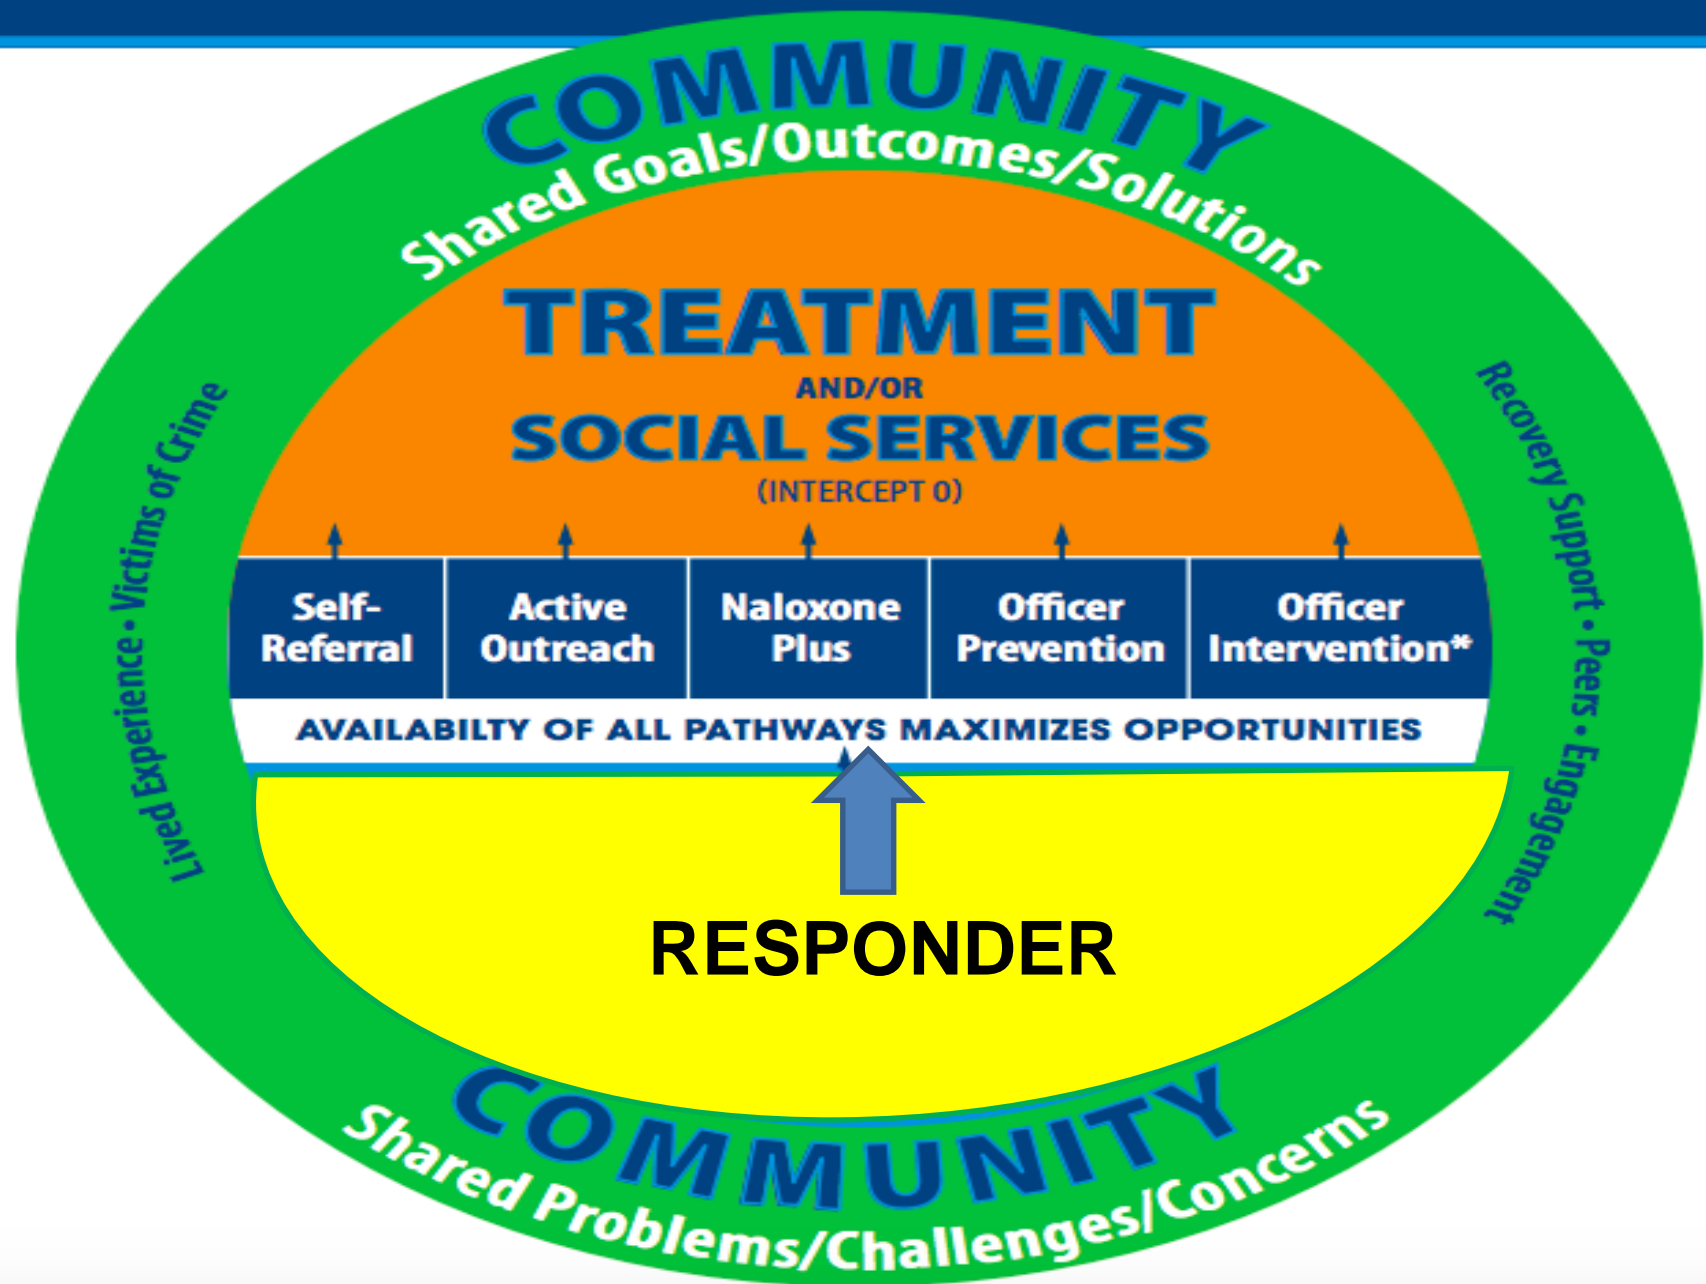 COMMUNITY
Shared Goals/Outcomes/Solutions
TREATMENT
AND/OR
SOCIAL SERVICES
(INTERCEPT 0)
Lived Experience • Victims of Crime
Recovery Support • Peers • Engagement
Self-
Referral
Active
Outreach
Naloxone
Plus
Officer
Prevention
Officer
Intervention*
AVAILABILTY OF ALL PATHWAYS MAXIMIZES OPPORTUNITIES
RESPONDER
COMMUNITY
Shared Problems/Challenges/Concerns